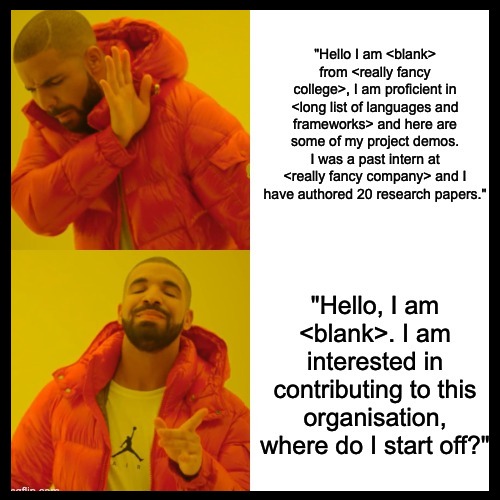 "Hello I am <blank>
from <really fancy
college>, I am proficient in
<long list of languages and
frameworks> and here are
some of my project demos.
I was a past intern at
<really fancy company> and I
have authored 20 research papers."
"Hello, I am
<blank>. I am
interested in
contributing to this
organisation,
where do I start off?"